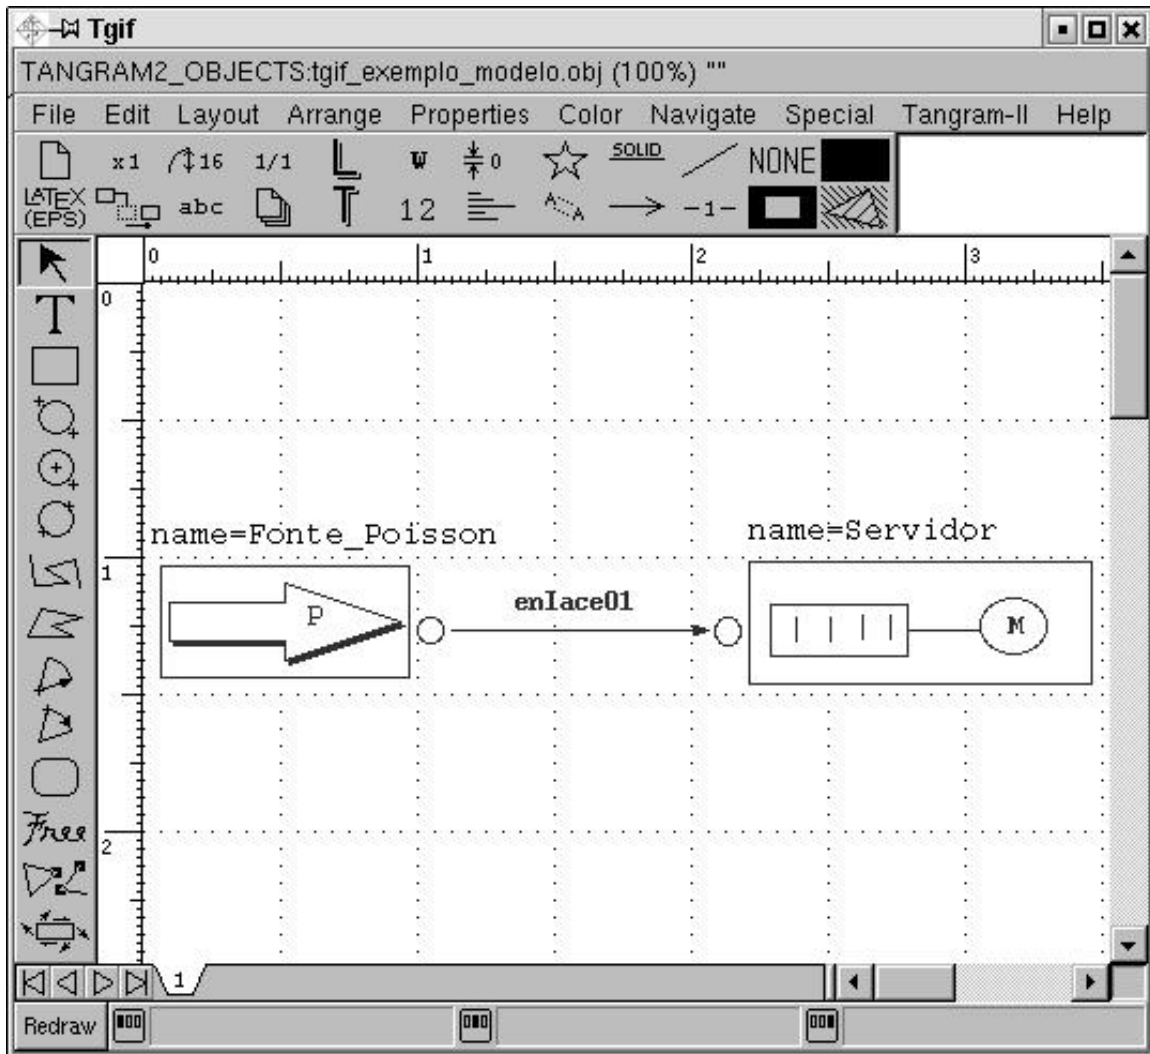 Tgif
TANGRAM2_OBJECTS:tgif_exemplo_modelo.obj (100%) ""
File Edit Layout Arrange Properties Color Navigate Special Tangram-II Help
x1 16 1/1 L W 0 SOLID NONE
LATEX (EPS) abc T 12 A A -1-
0 1 2 3
T
0
name=Fonte_Poisson name=Servidor
1
enlace01
P M
Free
2
1
Redraw